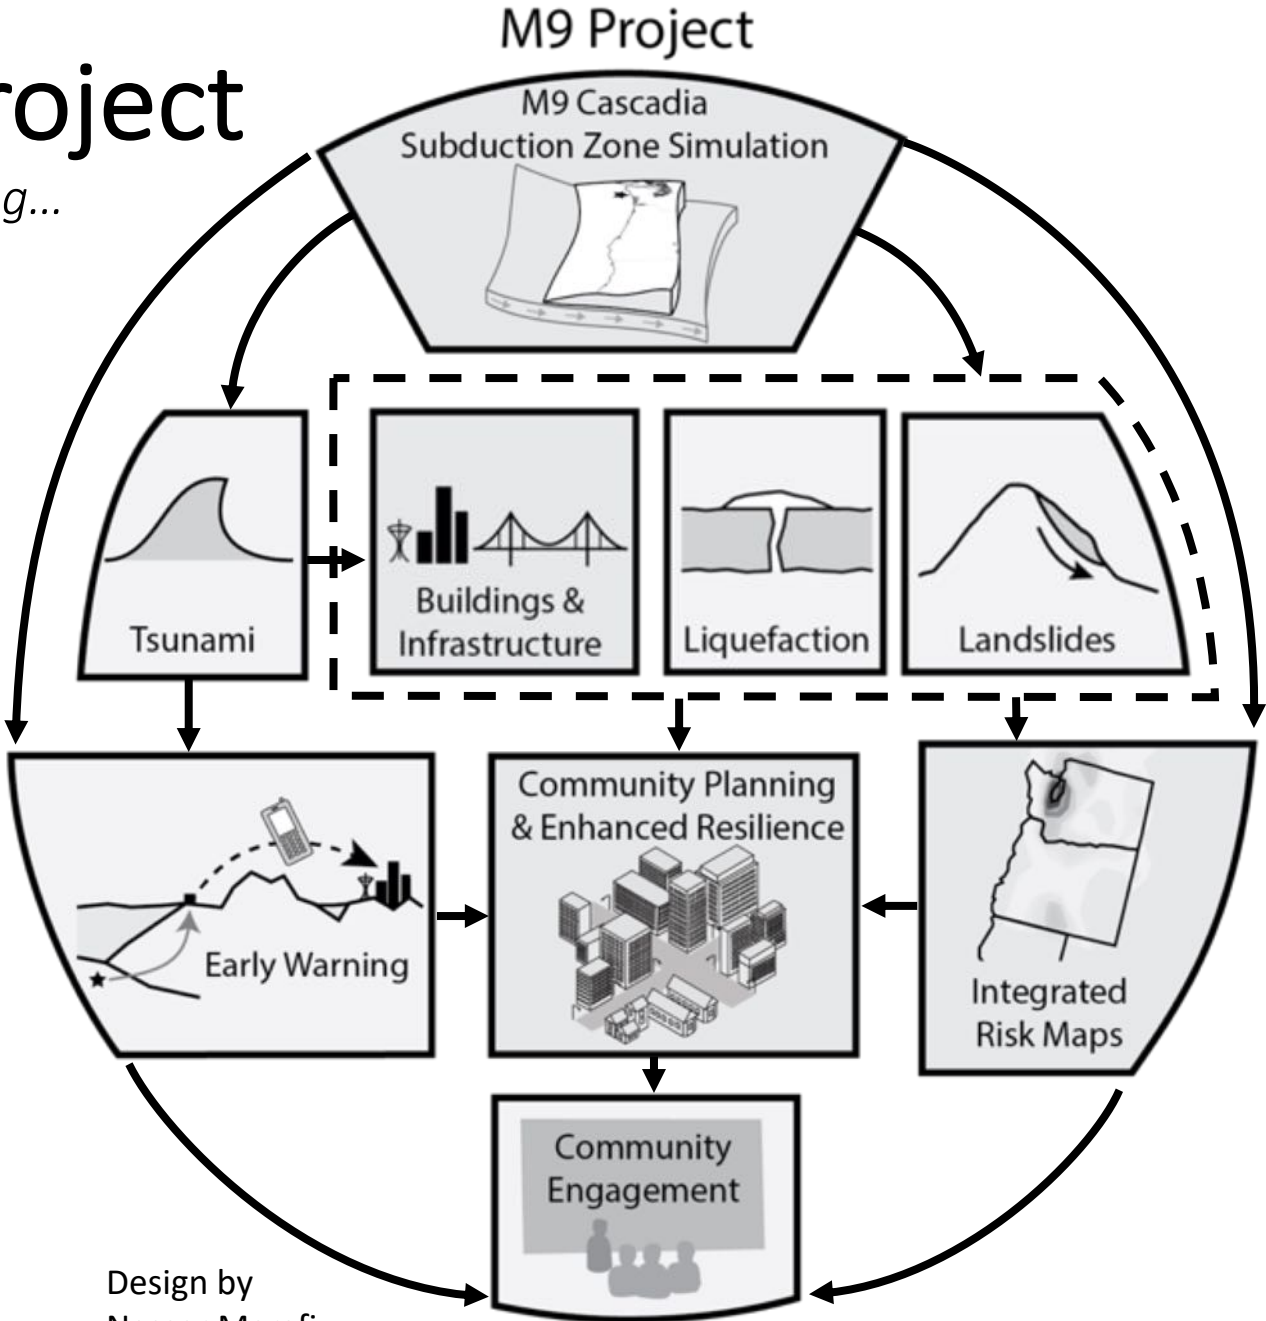 M9 Project
roject
g...
M9 Cascadia
Subduction Zone Simulation
Tsunami
Buildings &
Infrastructure
Liquefaction
Landslides
Early Warning
Community Planning
& Enhanced Resilience
Integrated
Risk Maps
Community
Engagement
Design by